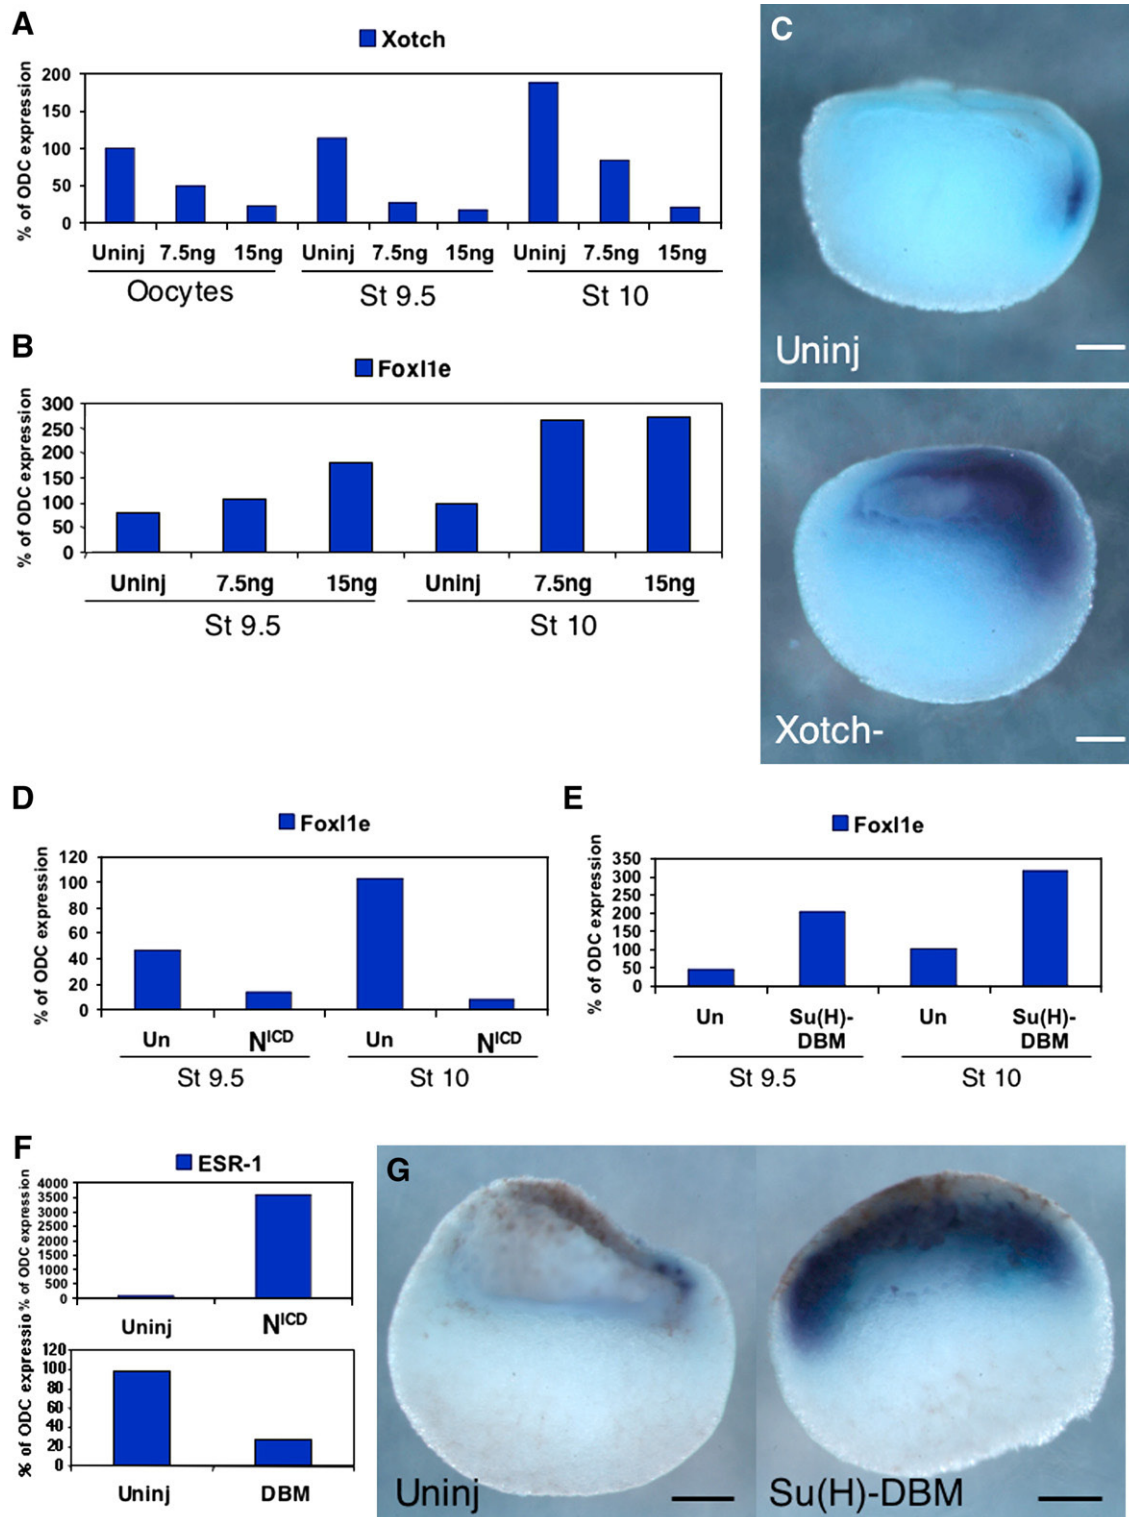 A
Xotch
% of ODC expression
200
150
100
50
0
Uninj 7.5ng 15ng Uninj 7.5ng 15ng Uninj 7.5ng 15ng
Oocytes St 9.5 St 10
B
Foxl1e
% of ODC expression
300
250
200
150
100
50
0
Uninj 7.5ng 15ng Uninj 7.5ng 15ng
St 9.5 St 10
C
Uninj
Xotch-
D
Foxl1e
% of ODC expression
120
100
80
60
40
20
0
Un NICD Un NICD
St 9.5 St 10
E
Foxl1e
% of ODC expression
350
300
250
200
150
100
50
0
Un Su(H)- Un Su(H)-
DBM DBM
St 9.5 St 10
F
ESR-1
% of ODC expression
4000
3500
3000
2500
2000
1500
1000
500
0
Uninj NICD
% of ODC expression
120
100
80
60
40
20
0
Uninj DBM
G
Uninj
Su(H)-DBM